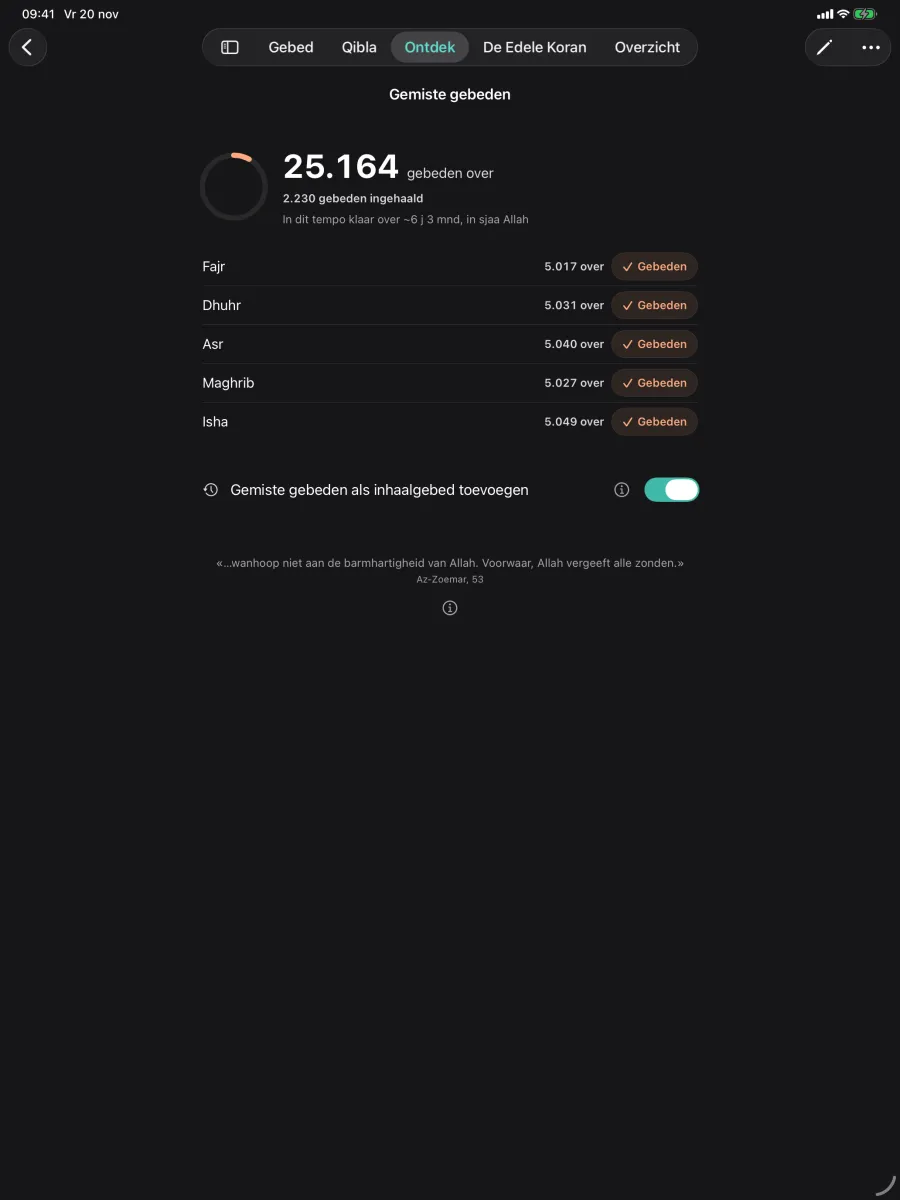 09:41 Vr 20 nov
Gebed Qibla Ontdek De Edele Koran Overzicht
Gemiste gebeden
25.164 gebeden over
2.230 gebeden ingehaald
In dit tempo klaar over ~6 j 3 mnd, in sjaa Allah
Fajr 5.017 over Gebeden
Dhuhr 5.031 over Gebeden
Asr 5.040 over Gebeden
Maghrib 5.027 over Gebeden
Isha 5.049 over Gebeden
Gemiste gebeden als inhaalgebed toevoegen
«...wanhoop niet aan de barmhartigheid van Allah. Voorwaar, Allah vergeeft alle zonden.»
Az-Zoemar, 53